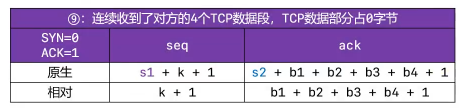 ⑨：连续收到了对方的4个TCP数据段，TCP数据部分占0字节
SYN=0
ACK=1
seq
ack
原生
s1 + k + 1
s2 + b1 + b2 + b3 + b4 + 1
相对
k + 1
b1 + b2 + b3 + b4 + 1